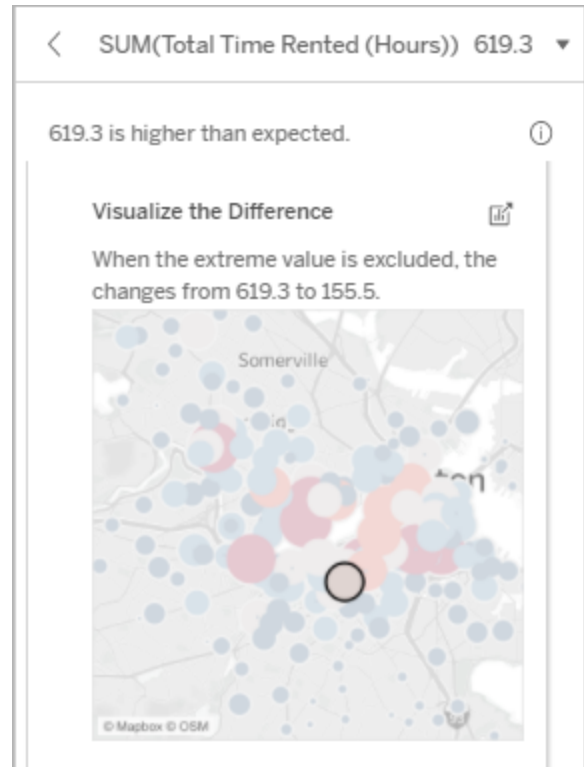 SUM(Total Time Rented (Hours)) 619.3
619.3 is higher than expected.
Visualize the Difference
When the extreme value is excluded, the
changes from 619.3 to 155.5.
Somerville
© Mapbox © OSM